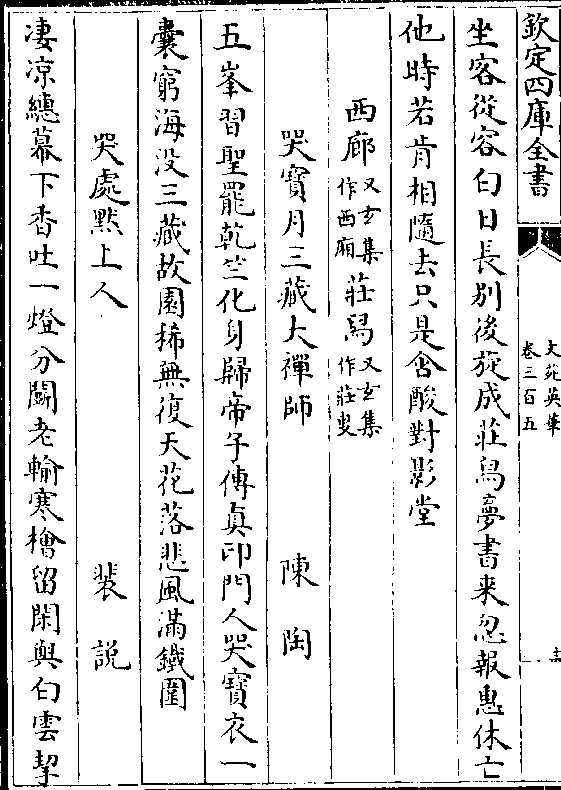 欽定四庫全書
文苑英華
卷三百五
坐客從容白日長別後旋成莊舄夢書来忽報惠休亡
他時若肯相隨去只是含酸對影堂
西廊又玄集作西廂莊舄又玄集作莊叟
哭寳月三藏大禪師 陳陶
五峯習聖罷乾竺化身歸帝子傳真印門人哭寳衣一
囊窮海没三藏故園稀無復天花落悲風滿鐵圍
哭處黙上人 裴説
凄凉繐幕下香吐一燈分鬭老輸寒檜留閑與白雲挈